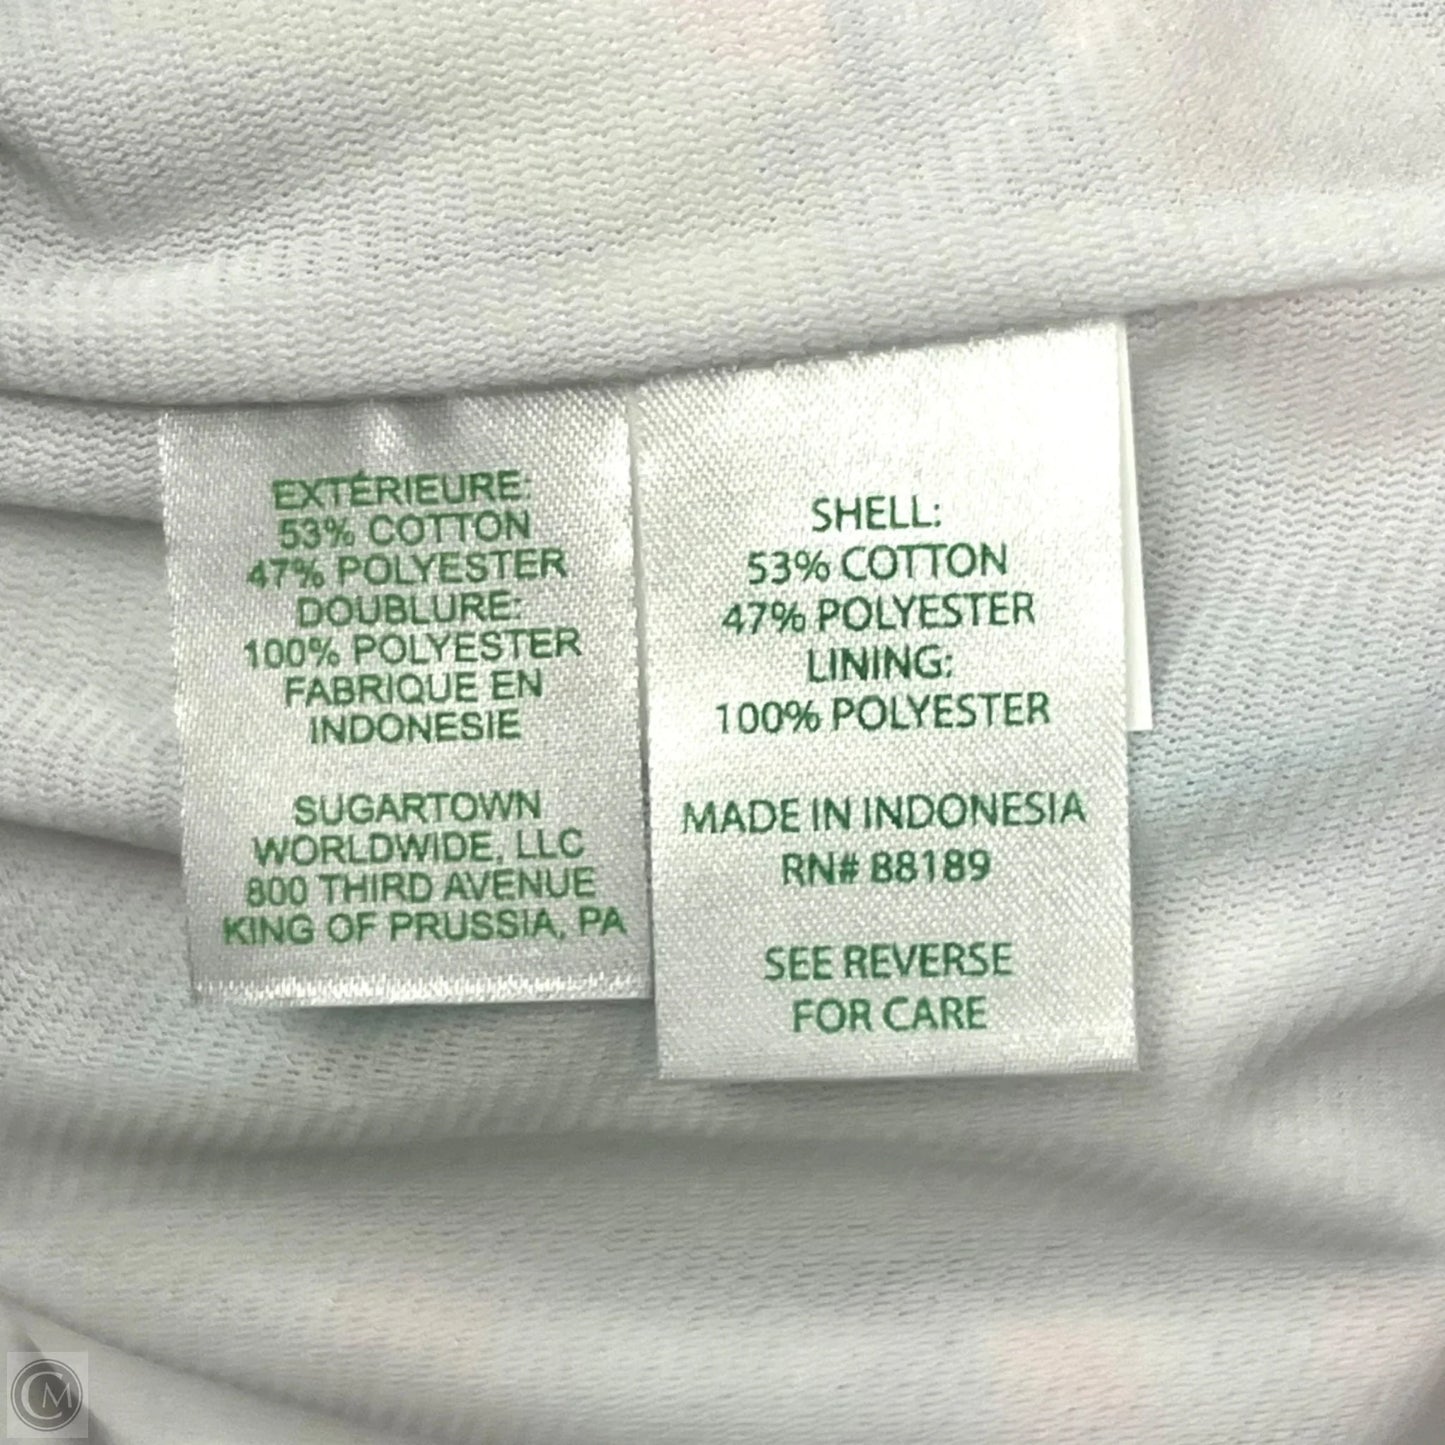 EXTÉRIEURE:
53% COTTON
47% POLYESTER
DOUBLURE:
100% POLYESTER
FABRIQUE EN
INDONESIE
SUGARTOWN
WORLDWIDE, LLC
800 THIRD AVENUE
KING OF PRUSSIA, PA
SHELL:
53% COTTON
47% POLYESTER
LINING:
100% POLYESTER
MADE IN INDONESIA
RN# 88189
SEE REVERSE
FOR CARE
CM